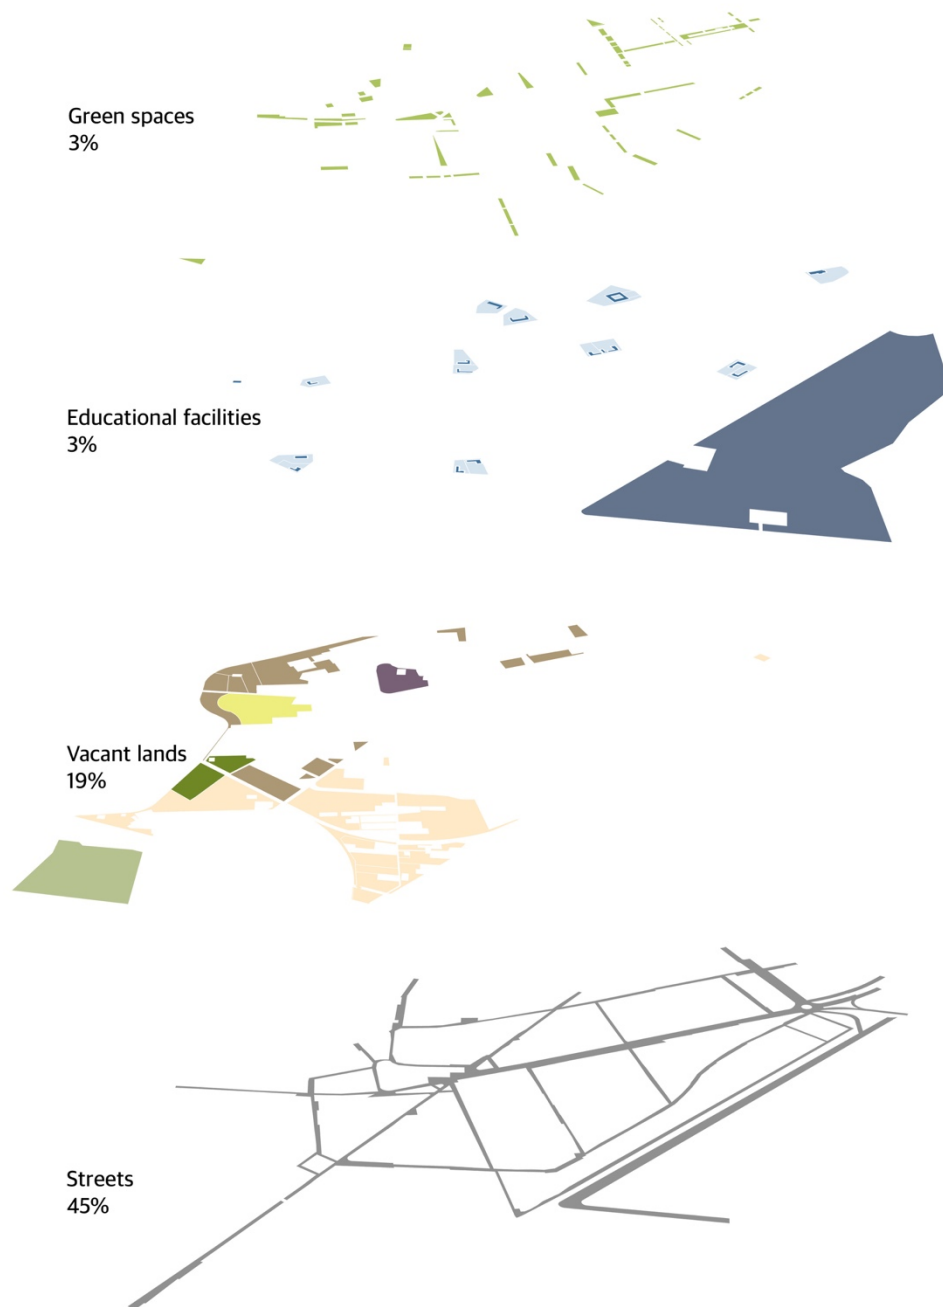 Green spaces
3%
Educational facilities
3%
Vacant lands
19%
Streets
45%